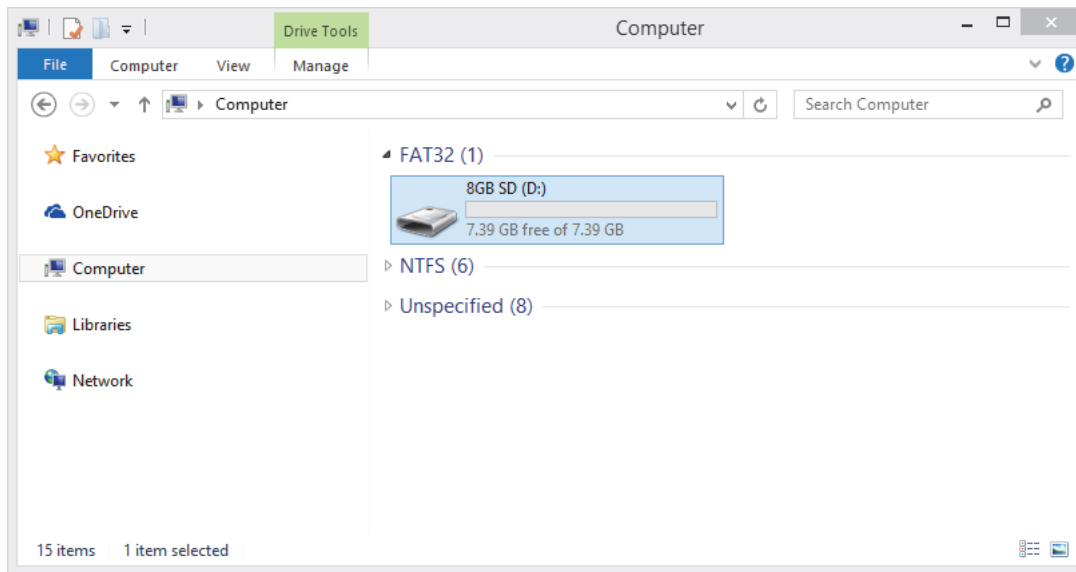 Drive Tools
Computer
File Computer View Manage
Computer
Search Computer
Favorites
OneDrive
Computer
Libraries
Network
FAT32 (1)
8GB SD (D:)
7.39 GB free of 7.39 GB
NTFS (6)
Unspecified (8)
15 items 1 item selected